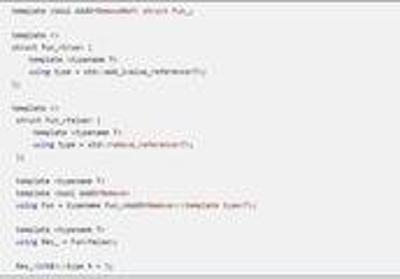 template <bool AddOrRemoveRef> struct Fun_;
template <>
struct Fun_<true> {
template <typename T>
using type = std::add_lvalue_reference<T>;
};
template <>
struct Fun_<false> {
template <typename T>
using type = std::remove_reference<T>;
};
template <typename T>
template <bool AddOrRemove>
using Fun = typename Fun_<AddOrRemove>::template type<T>;
template <typename T>
using Res_ = Fun<false>;
Res_<int&>::type h = 3;